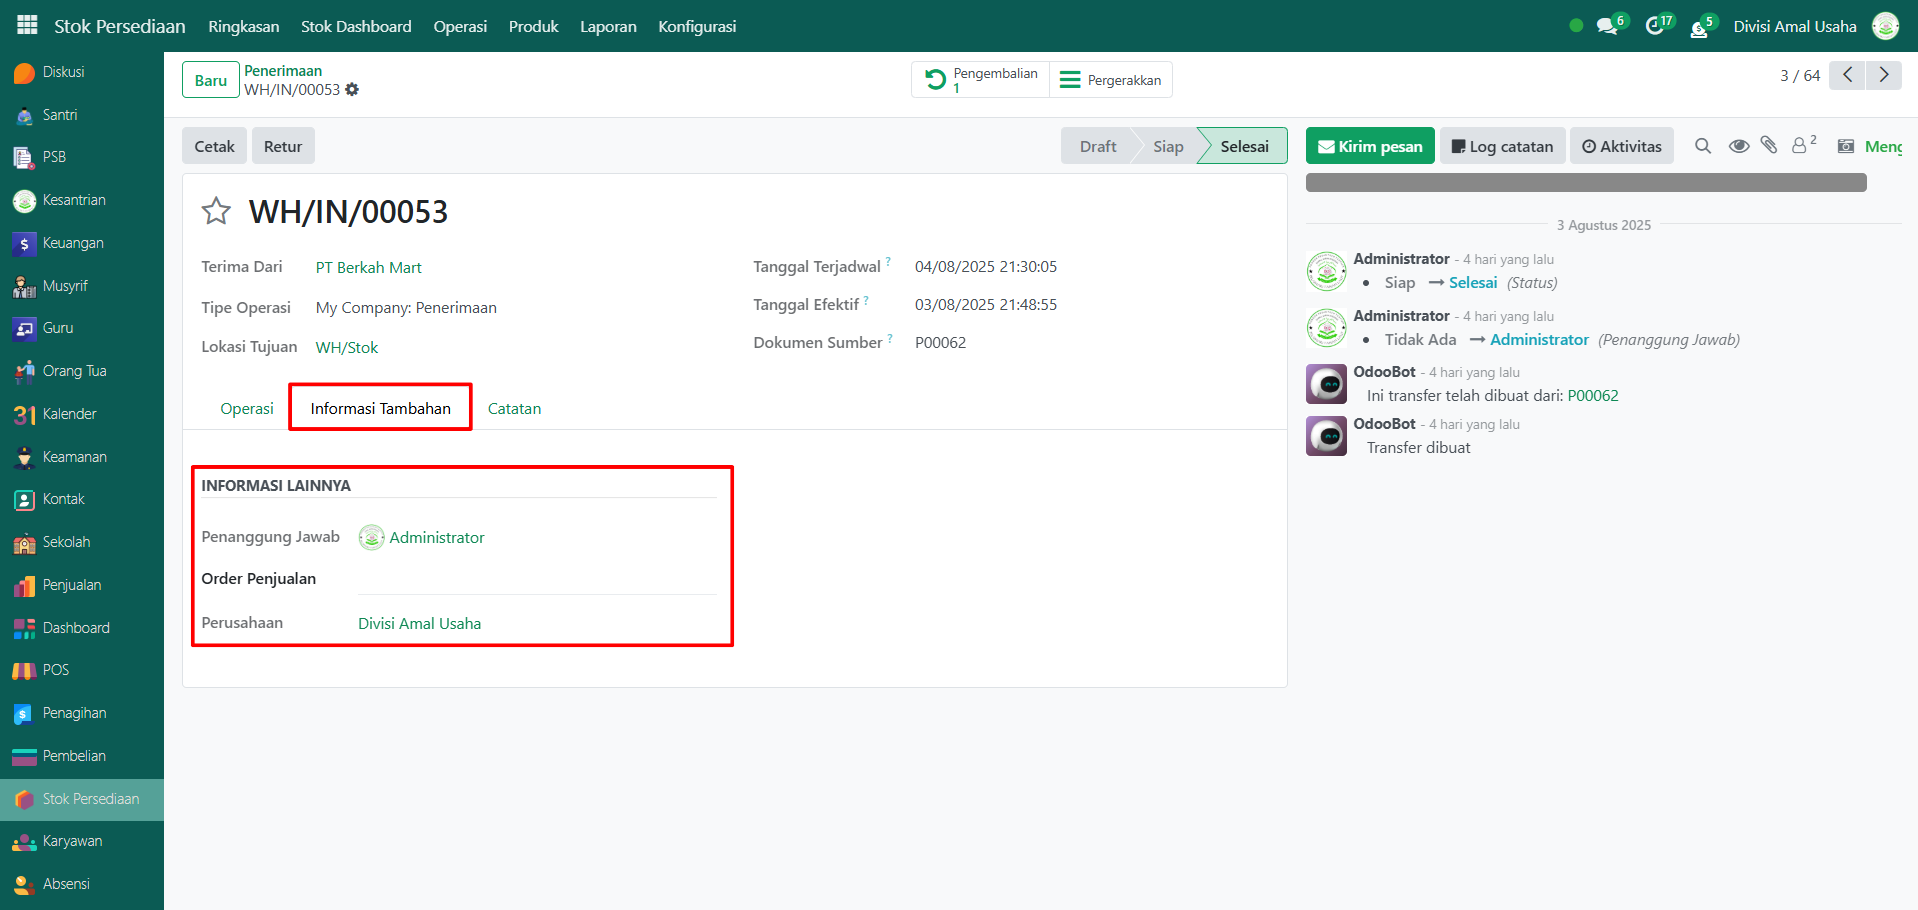 Stok Persediaan Ringkasan Stok Dashboard Operasi Produk Laporan Konfigurasi 6 17 5 Divisi Amal Usaha
Diskusi
Santri
PSB
Kesantrian
Keuangan
Musyrif
Guru
Orang Tua
31 Kalender
Keamanan
Kontak
Sekolah
Penjualan
Dashboard
POS
Penagihan
Pembelian
Stok Persediaan
Karyawan
Absensi
Baru
Penerimaan
WH/IN/00053
Pengembalian
1
Pergerakkan
3 / 64
Cetak Retur
Draft Siap Selesai
Kirim pesan Log catatan Aktivitas 2 Meng
WH/IN/00053
Terima Dari PT Berkah Mart
Tipe Operasi My Company: Penerimaan
Lokasi Tujuan WH/Stok
Tanggal Terjadwal ? 04/08/2025 21:30:05
Tanggal Efektif ? 03/08/2025 21:48:55
Dokumen Sumber ? P00062
Operasi Informasi Tambahan Catatan
INFORMASI LAINNYA
Penanggung Jawab Administrator
Order Penjualan
Perusahaan Divisi Amal Usaha
3 Agustus 2025
Administrator - 4 hari yang lalu
• Siap → Selesai (Status)
Administrator - 4 hari yang lalu
• Tidak Ada → Administrator (Penanggung Jawab)
OdooBot - 4 hari yang lalu
Ini transfer telah dibuat dari: P00062
OdooBot - 4 hari yang lalu
Transfer dibuat